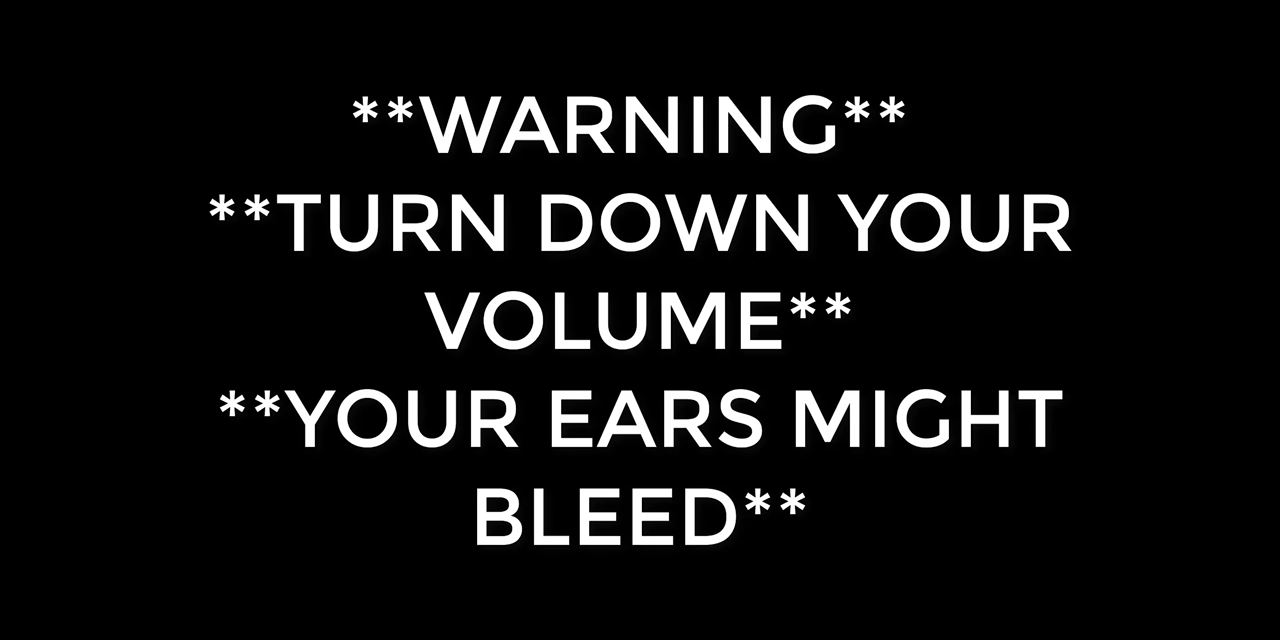 **WARNING**
**TURN DOWN YOUR
VOLUME**
**YOUR EARS MIGHT
BLEED**